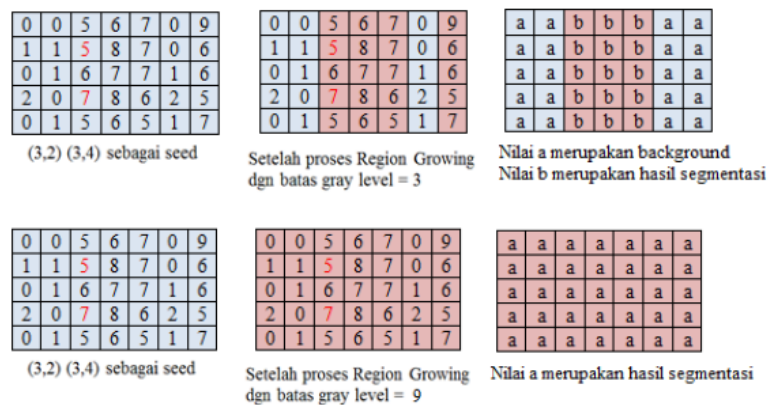 0 0 5 6 7 0 9
1 1 5 8 7 0 6
0 1 6 7 7 1 6
2 0 7 8 6 2 5
0 1 5 6 5 1 7
(3,2) (3,4) sebagai seed
0 0 5 6 7 0 9
1 1 5 8 7 0 6
0 1 6 7 7 1 6
2 0 7 8 6 2 5
0 1 5 6 5 1 7
Setelah proses Region Growing
dgn batas gray level = 3
a a b b b a a
a a b b b a a
a a b b b a a
a a b b b a a
a a b b b a a
Nilai a merupakan background
Nilai b merupakan hasil segmentasi
0 0 5 6 7 0 9
1 1 5 8 7 0 6
0 1 6 7 7 1 6
2 0 7 8 6 2 5
0 1 5 6 5 1 7
(3,2) (3,4) sebagai seed
0 0 5 6 7 0 9
1 1 5 8 7 0 6
0 1 6 7 7 1 6
2 0 7 8 6 2 5
0 1 5 6 5 1 7
Setelah proses Region Growing
dgn batas gray level = 9
a a a a a a a
a a a a a a a
a a a a a a a
a a a a a a a
a a a a a a a
Nilai a merupakan hasil segmentasi